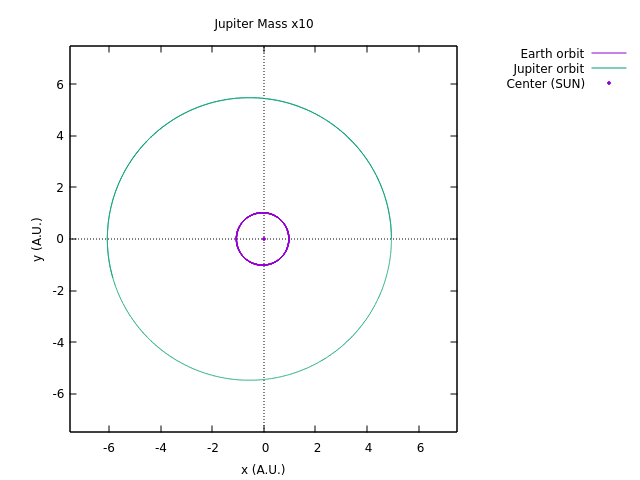 Jupiter Mass x10
Earth orbit
Jupiter orbit
Center (SUN)
6
4
2
0
-2
-4
-6
y (A.U.)
-6 -4 -2 0 2 4 6
x (A.U.)